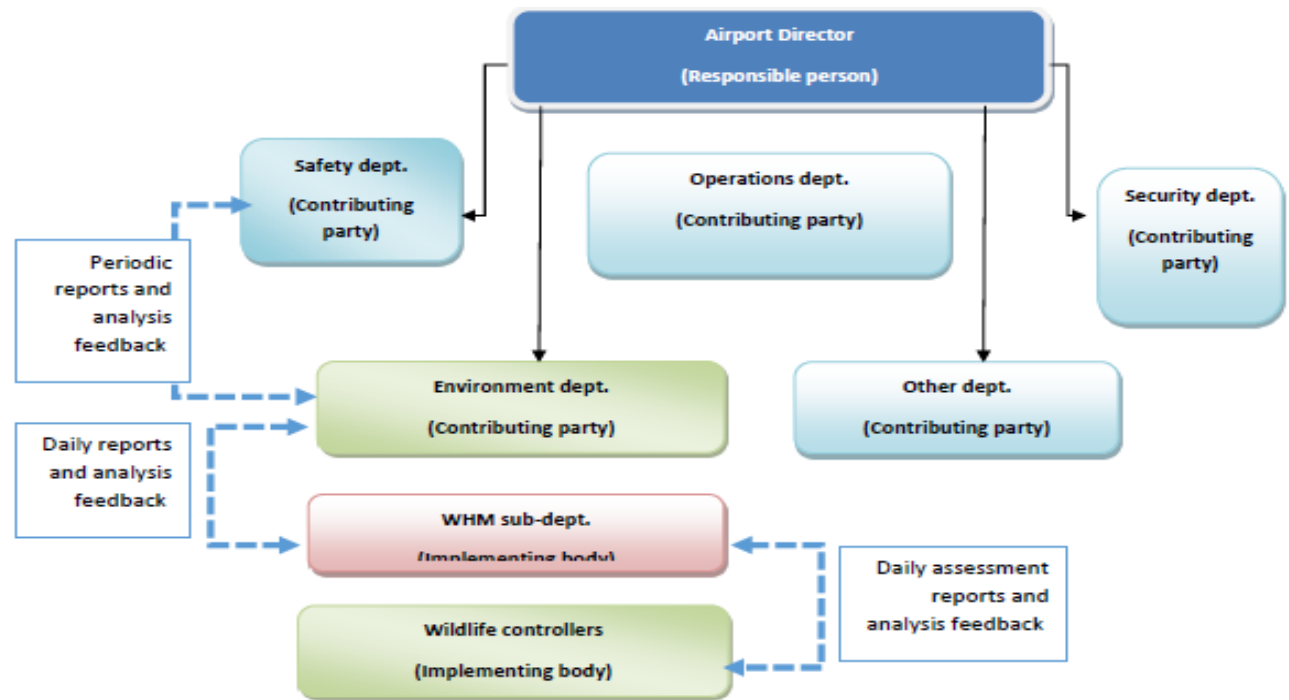 Airport Director
(Responsible person)
Safety dept.
(Contributing
party)
Operations dept.
(Contributing party)
Security dept.
(Contributing
party)
Periodic
reports and
analysis
feedback
Environment dept.
(Contributing party)
Other dept.
(Contributing party)
Daily reports
and analysis
feedback
WHM sub-dept.
(Implementing body)
Daily assessment
reports and
analysis feedback
Wildlife controllers
(Implementing body)